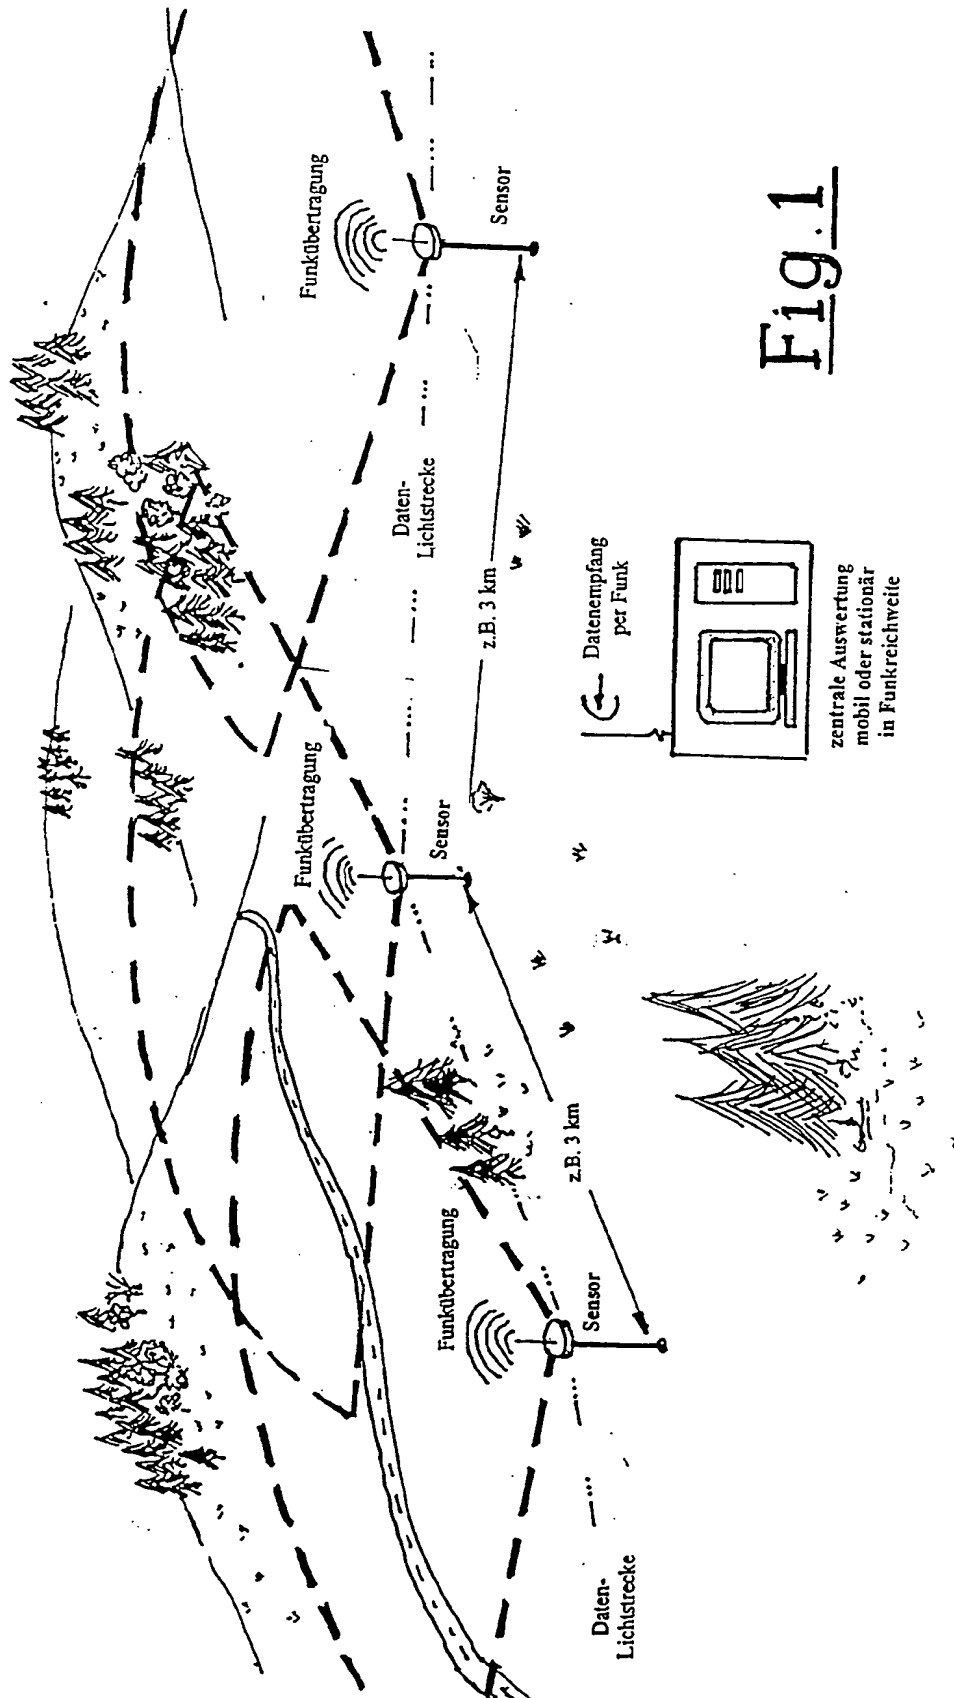 Funkübertragung
Sensor
Daten-
Lichtstrecke
z.B. 3 km
Funkübertragung
Sensor
z.B. 3 km
Funkübertragung
Sensor
Daten-
Lichtstrecke
Datenempfang
per Funk
zentrale Auswertung
mobil oder stationär
in Funkreichweite
Fig. 1